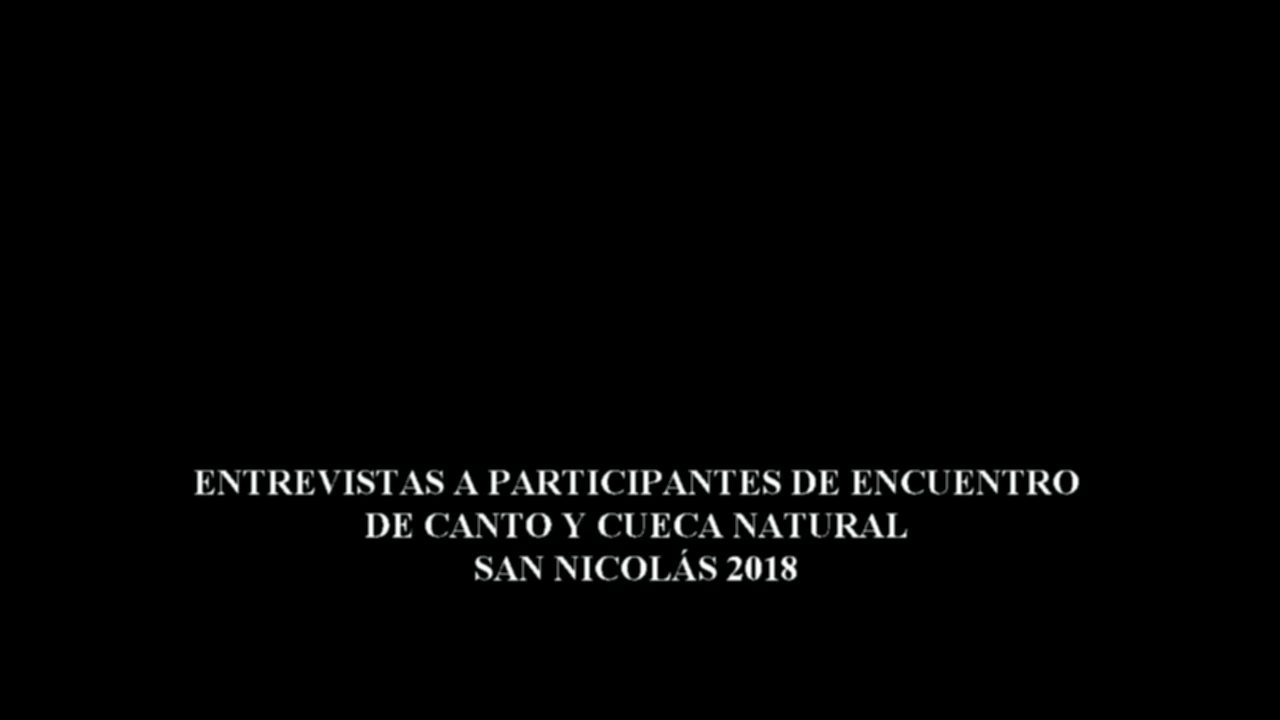 ENTREVISTAS A PARTICIPANTES DE ENCUENTRO
DE CANTO Y CUECA NATURAL
SAN NICOLÁS 2018